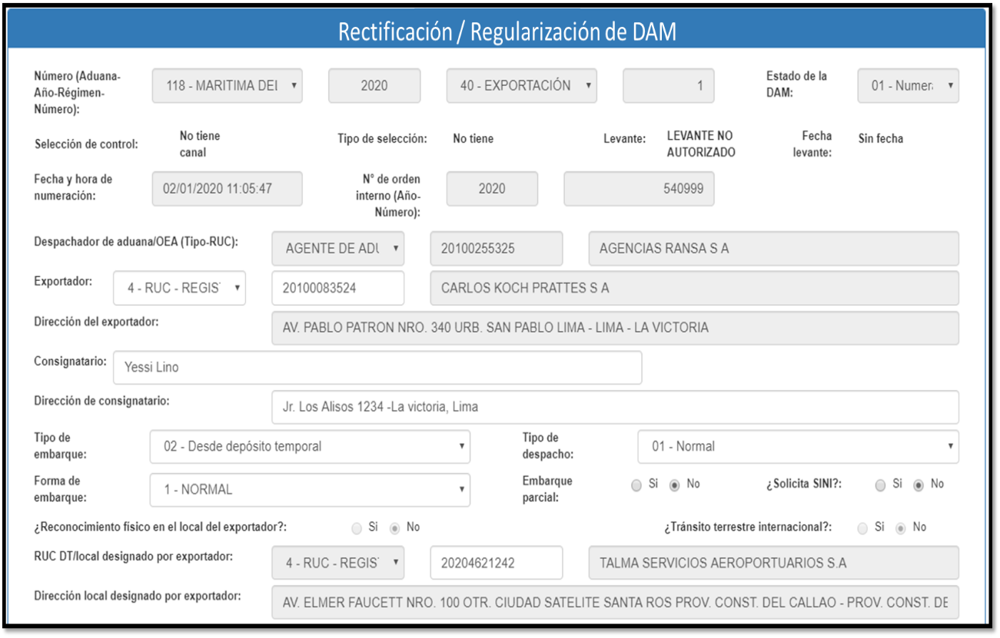 Rectificación / Regularización de DAM
Número (Aduana-
Año-Régimen-
Número):
118 - MARITIMA DEL
2020
40 - EXPORTACIÓN
1
Estado de la
DAM:
01 - Numera
Selección de control:
No tiene
canal
Tipo de selección:
No tiene
Levante:
LEVANTE NO
AUTORIZADO
Fecha
levante:
Sin fecha
Fecha y hora de
numeración:
02/01/2020 11:05:47
N° de orden
interno (Año-
Número):
2020
540999
Despachador de aduana/OEA (Tipo-RUC):
AGENTE DE ADU
20100255325
AGENCIAS RANSA S A
Exportador:
4 - RUC - REGIS
20100083524
CARLOS KOCH PRATTES S A
Dirección del exportador:
AV. PABLO PATRON NRO. 340 URB. SAN PABLO LIMA - LIMA - LA VICTORIA
Consignatario:
Yessi Lino
Dirección de consignatario:
Jr. Los Alisos 1234 -La victoria, Lima
Tipo de
embarque:
02 - Desde depósito temporal
Tipo de
despacho:
01 - Normal
Forma de
embarque:
1 - NORMAL
Embarque
parcial:
Si No
¿Solicita SINI?:
Si No
¿Reconocimiento físico en el local del exportador?:
Si No
¿Tránsito terrestre internacional?:
Si No
RUC DT/local designado por exportador:
4 - RUC - REGIS
20204621242
TALMA SERVICIOS AEROPORTUARIOS S.A
Dirección local designado por exportador:
AV. ELMER FAUCETT NRO. 100 OTR. CIUDAD SATELITE SANTA ROS PROV. CONST. DEL CALLAO - PROV. CONST. DE